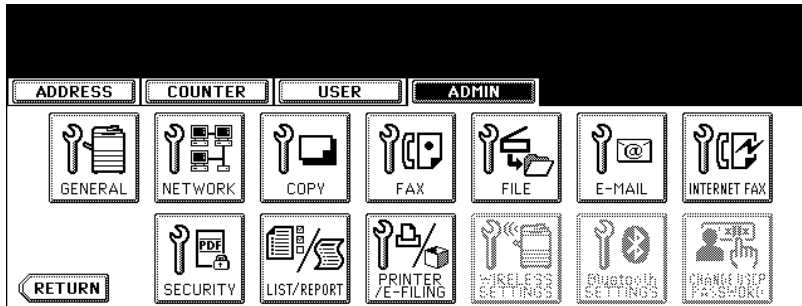 ADDRESS COUNTER USER ADMIN
GENERAL NETWORK COPY FAX FILE E-MAIL INTERNET FAX
PDF
SECURITY LIST/REPORT PRINTER /E-FILING WIRELESS SETTINGS Bluetooth SETTINGS CHANGE USER PASSWORD
RETURN